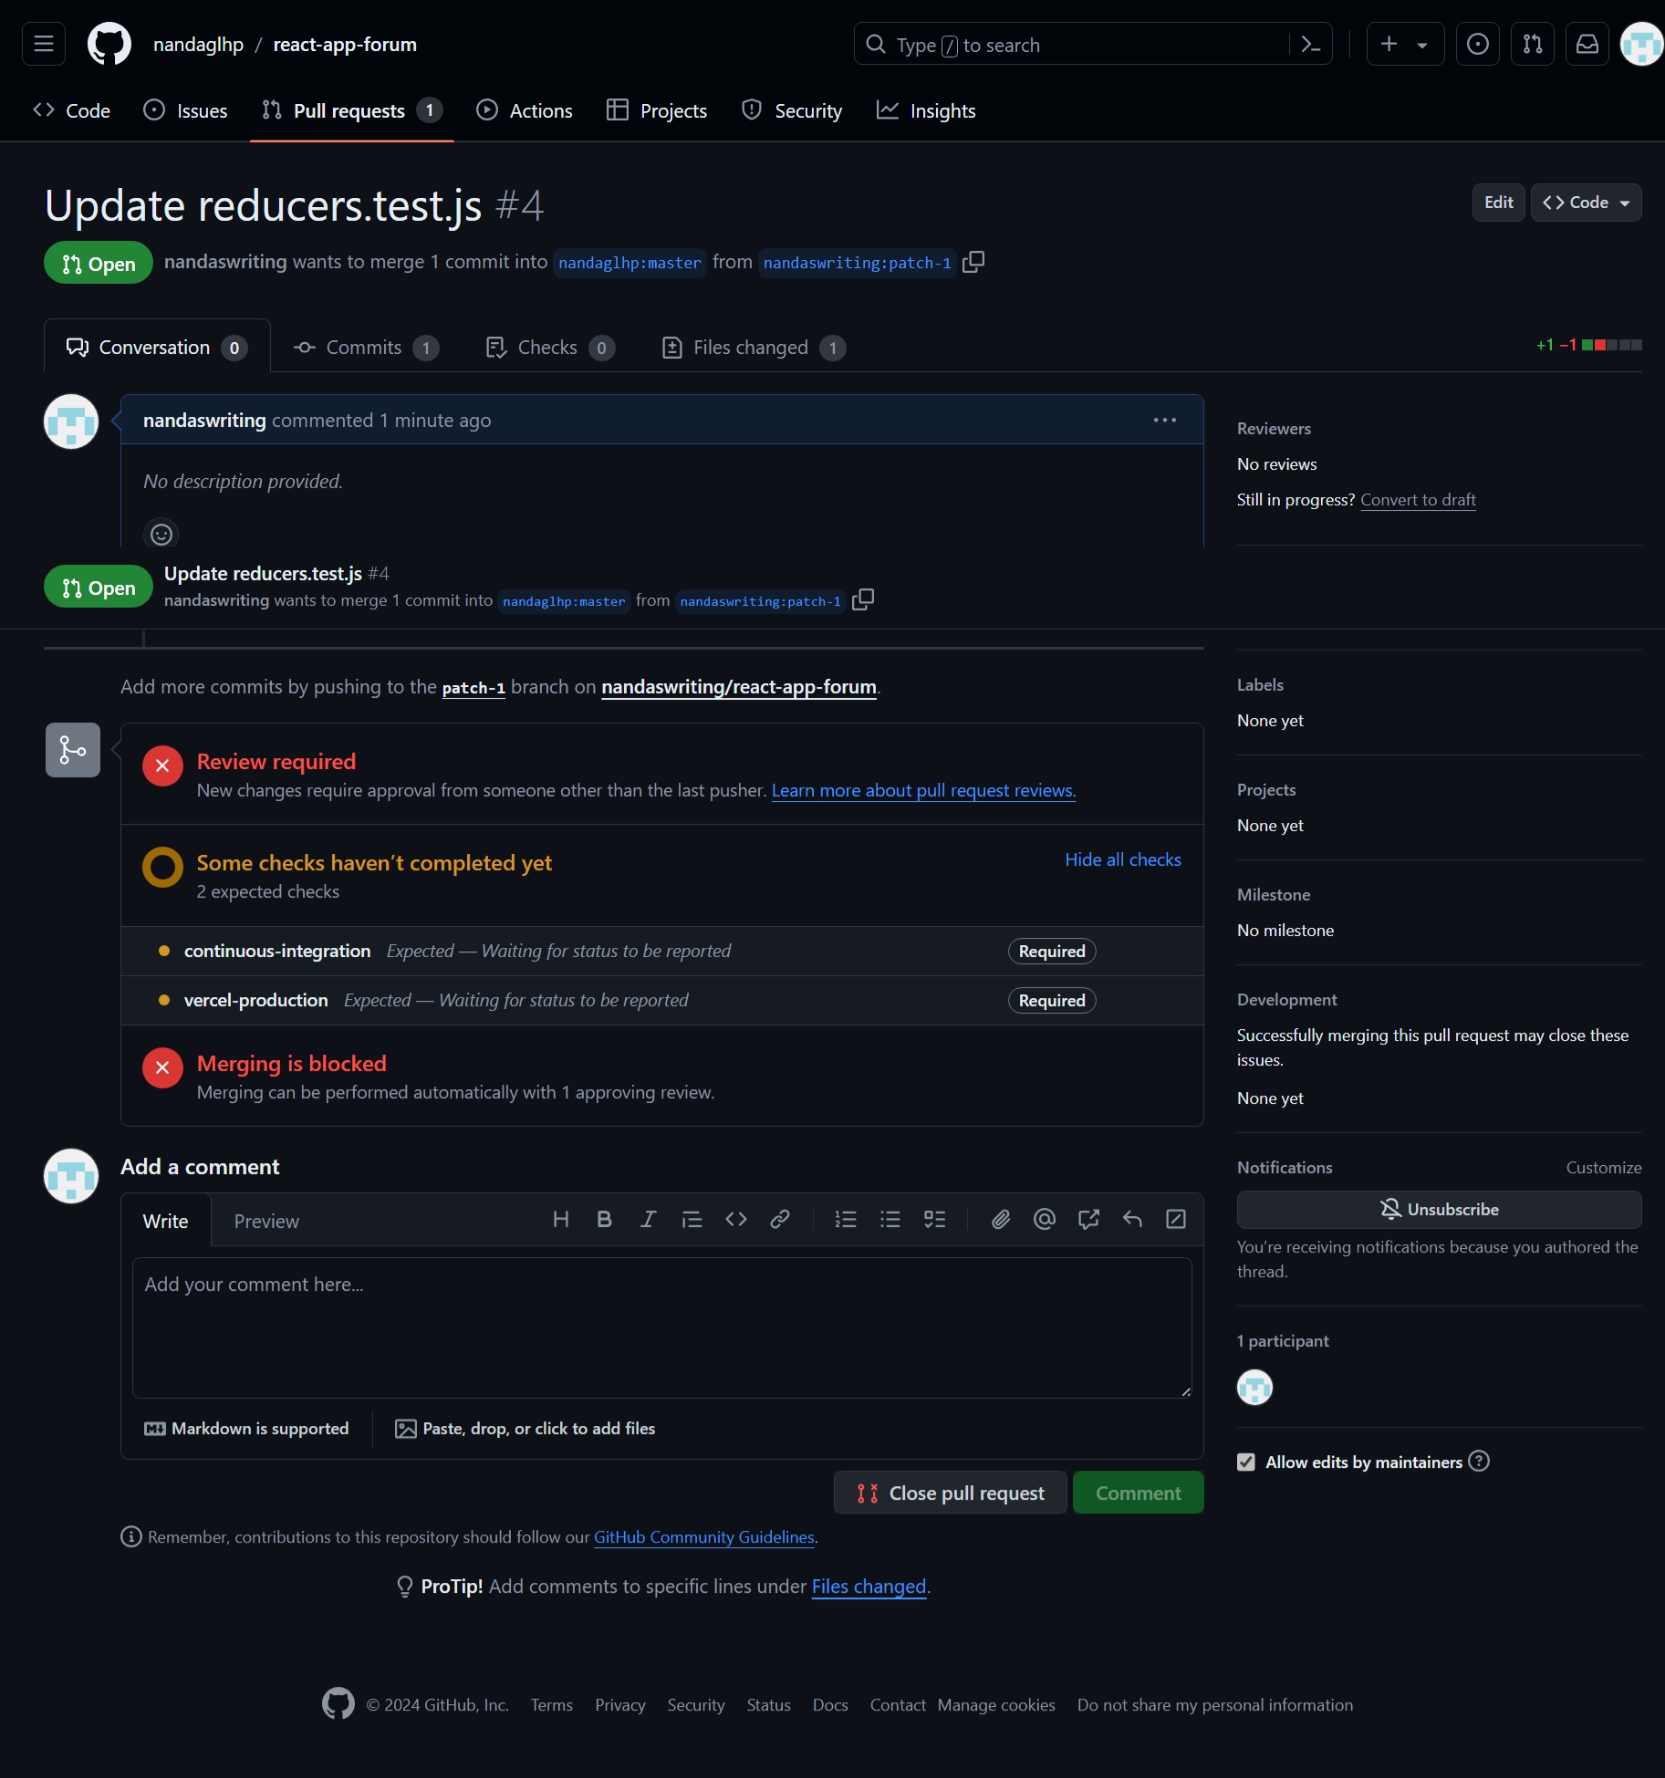 nandaglhp / react-app-forum
Type / to search
Code Issues Pull requests 1 Actions Projects Security Insights
Update reducers.test.js #4
Edit Code
Open nandaswriting wants to merge 1 commit into nandaglhp:master from nandaswriting:patch-1
Conversation 0 Commits 1 Checks 0 Files changed 1
+1 −1
nandaswriting commented 1 minute ago
No description provided.
Reviewers
No reviews
Still in progress? Convert to draft
Open
Update reducers.test.js #4
nandaswriting wants to merge 1 commit into nandaglhp:master from nandaswriting:patch-1
Add more commits by pushing to the patch-1 branch on nandaswriting/react-app-forum.
Review required
New changes require approval from someone other than the last pusher. Learn more about pull request reviews.
Some checks haven’t completed yet
Hide all checks
2 expected checks
continuous-integration Expected — Waiting for status to be reported Required
vercel-production Expected — Waiting for status to be reported Required
Merging is blocked
Merging can be performed automatically with 1 approving review.
Labels
None yet
Projects
None yet
Milestone
No milestone
Development
Successfully merging this pull request may close these
issues.
None yet
Notifications Customize
Unsubscribe
You’re receiving notifications because you authored the
thread.
1 participant
Allow edits by maintainers
Add a comment
Write Preview
Add your comment here...
Markdown is supported
Paste, drop, or click to add files
Close pull request Comment
Remember, contributions to this repository should follow our GitHub Community Guidelines.
ProTip! Add comments to specific lines under Files changed.
© 2024 GitHub, Inc. Terms Privacy Security Status Docs Contact Manage cookies Do not share my personal information